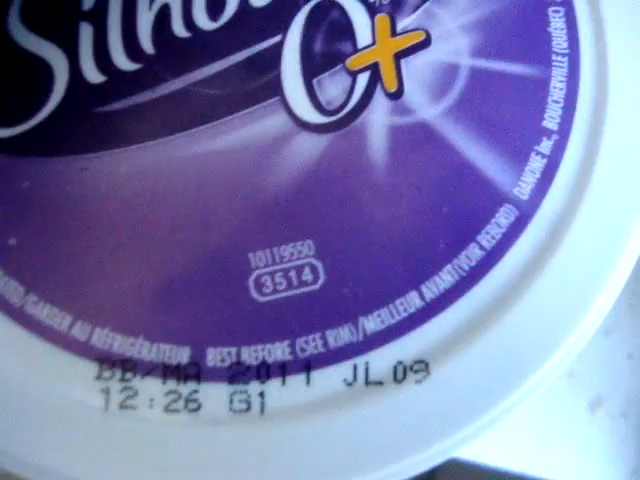 Silho
0%+
10119550
3514
/GARDER AU RÉFRIGÉRATEUR BEST BEFORE (SEE RIM)/MEILLEUR AVANT(VOIR REBORD) DANONE Inc., BOUCHERVILLE (QUÉBEC)
BB/MA 2011 JL09
12:26 G1